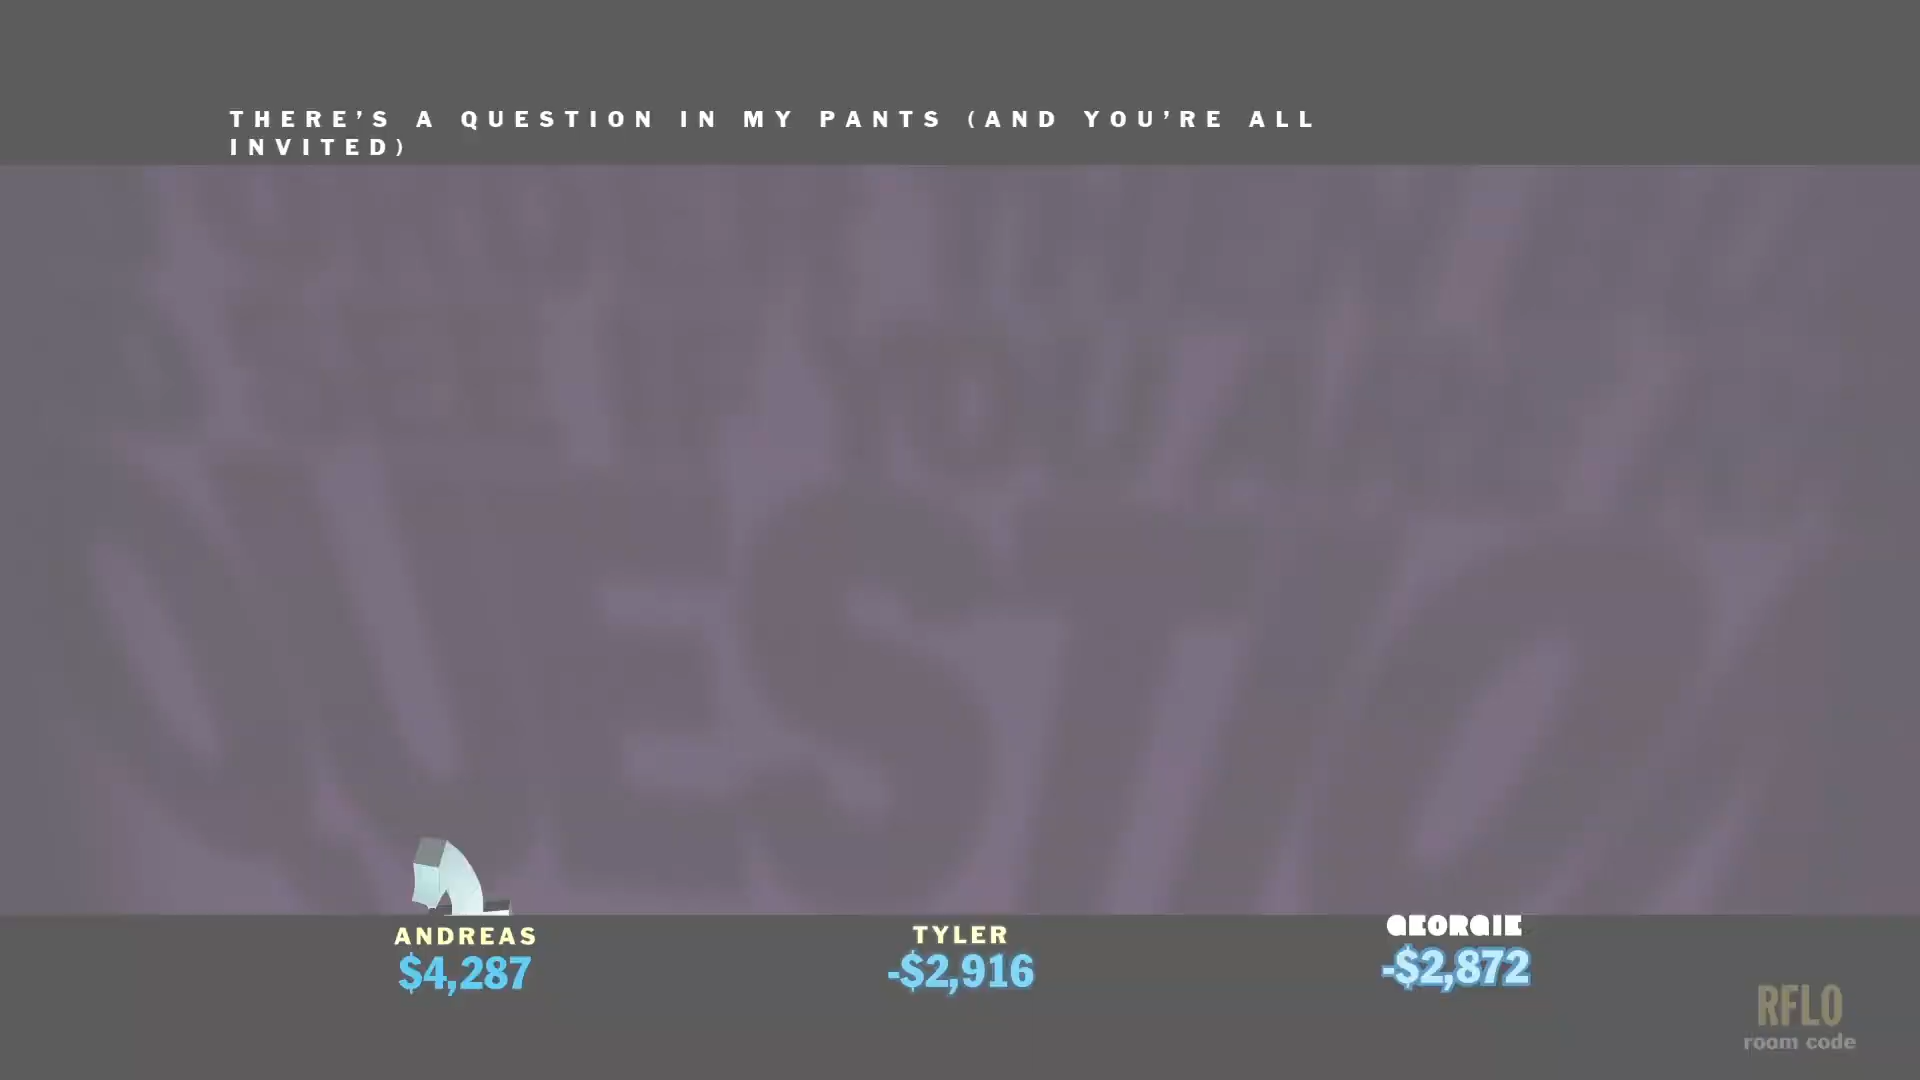 THERE'S A QUESTION IN MY PANTS (AND YOU'RE ALL
INVITED)
ANDREAS
$4,287
TYLER
-$2,916
GEORGIE
-$2,872
RFLO
room code